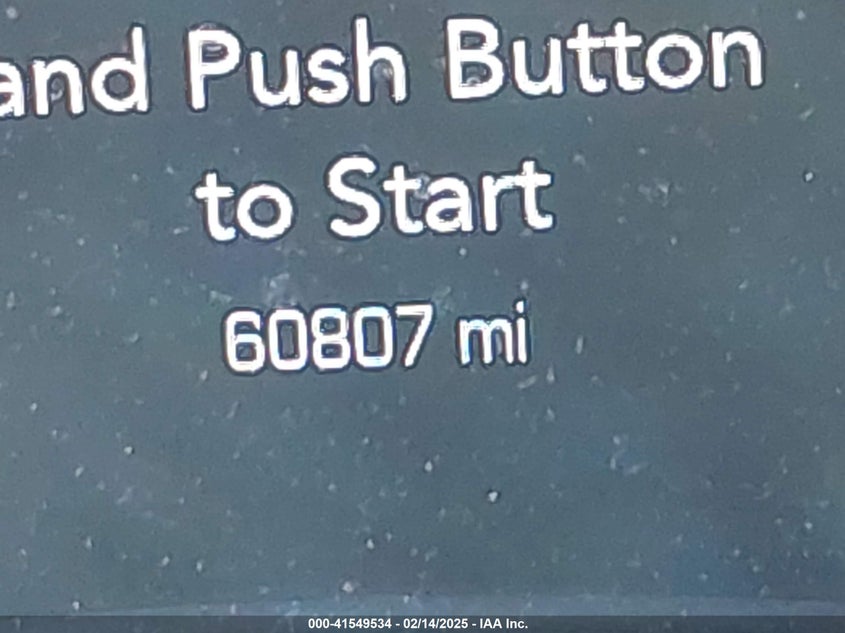 and Push Button
to Start
60807 mi
000-41549534 - 02/14/2025 - IAA Inc.